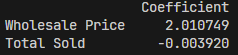 Coefficient
Wholesale Price 2.010749
Total Sold -0.003920